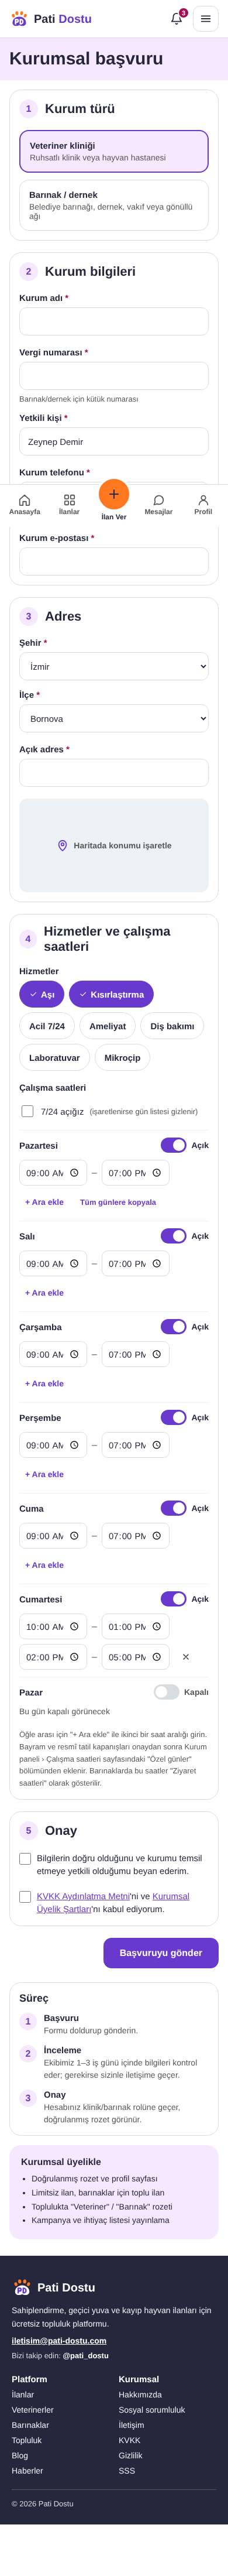 Pati Dostu
3
Kurumsal başvuru
1 Kurum türü
Veteriner kliniği
Ruhsatlı klinik veya hayvan hastanesi
Barınak / dernek
Belediye barınağı, dernek, vakıf veya gönüllü
ağı
2 Kurum bilgileri
Kurum adı *
Vergi numarası *
Barınak/dernek için kütük numarası
Yetkili kişi *
Zeynep Demir
Kurum telefonu *
Anasayfa İlanlar İlan Ver Mesajlar Profil
Kurum e-postası *
3 Adres
Şehir *
İzmir
İlçe *
Bornova
Açık adres *
Haritada konumu işaretle
4 Hizmetler ve çalışma
saatleri
Hizmetler
Aşı Kısırlaştırma
Acil 7/24 Ameliyat Diş bakımı
Laboratuvar Mikroçip
Çalışma saatleri
7/24 açığız (işaretlenirse gün listesi gizlenir)
Pazartesi Açık
09:00 AM – 07:00 PM
+ Ara ekle Tüm günlere kopyala
Salı Açık
09:00 AM – 07:00 PM
+ Ara ekle
Çarşamba Açık
09:00 AM – 07:00 PM
+ Ara ekle
Perşembe Açık
09:00 AM – 07:00 PM
+ Ara ekle
Cuma Açık
09:00 AM – 07:00 PM
+ Ara ekle
Cumartesi Açık
10:00 AM – 01:00 PM
02:00 PM – 05:00 PM ×
Pazar Kapalı
Bu gün kapalı görünecek
Öğle arası için "+ Ara ekle" ile ikinci bir saat aralığı girin.
Bayram ve resmî tatil kapanışları onaydan sonra Kurum
paneli › Çalışma saatleri sayfasındaki "Özel günler"
bölümünden eklenir. Barınaklarda bu saatler "Ziyaret
saatleri" olarak gösterilir.
5 Onay
Bilgilerin doğru olduğunu ve kurumu temsil
etmeye yetkili olduğumu beyan ederim.
KVKK Aydınlatma Metni'ni ve Kurumsal
Üyelik Şartları'nı kabul ediyorum.
Başvuruyu gönder
Süreç
1 Başvuru
Formu doldurup gönderin.
2 İnceleme
Ekibimiz 1–3 iş günü içinde bilgileri kontrol
eder; gerekirse sizinle iletişime geçer.
3 Onay
Hesabınız klinik/barınak rolüne geçer,
doğrulanmış rozet görünür.
Kurumsal üyelik
• Doğrulanmış rozet ve profil sayfası
• Limitsiz ilan, barınaklar için toplu ilan
• Toplulukta "Veteriner" / "Barınak" rozeti
• Kampanya ve ihtiyaç listesi yayınlama
PD Pati Dostu
Sahiplendirme, geçici yuva ve kayıp hayvan ilanları için
ücretsiz topluluk platformu.
iletisim@pati-dostu.com
Bizi takip edin: @pati_dostu
Platform Kurumsal
İlanlar Hakkımızda
Veterinerler Sosyal sorumluluk
Barınaklar İletişim
Topluluk KVKK
Blog Gizlilik
Haberler SSS
© 2026 Pati Dostu